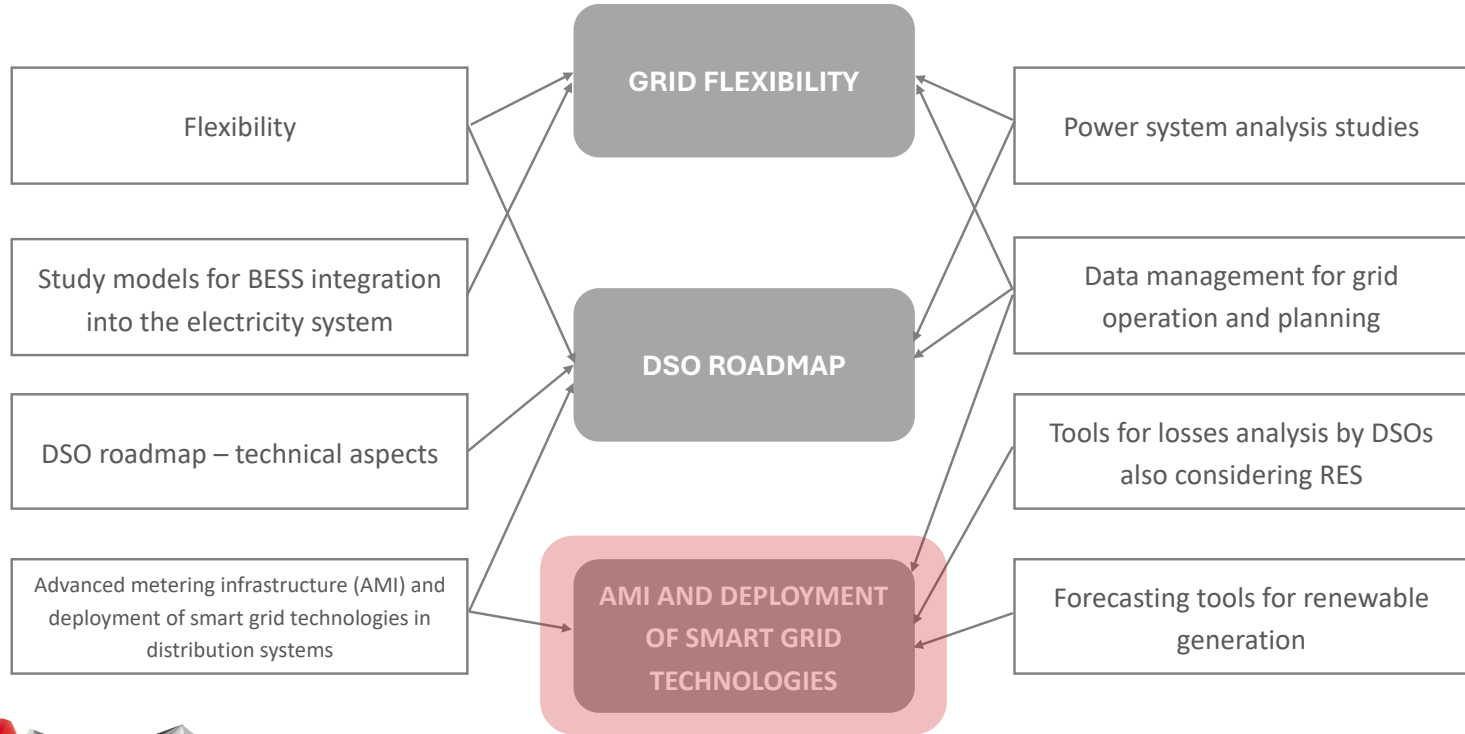 GRID FLEXIBILITY
Flexibility
Power system analysis studies
Study models for BESS integration
into the electricity system
Data management for grid
operation and planning
DSO ROADMAP
DSO roadmap – technical aspects
Tools for losses analysis by DSOs
also considering RES
Advanced metering infrastructure (AMI) and
deployment of smart grid technologies in
distribution systems
AMI AND DEPLOYMENT
OF SMART GRID
TECHNOLOGIES
Forecasting tools for renewable
generation